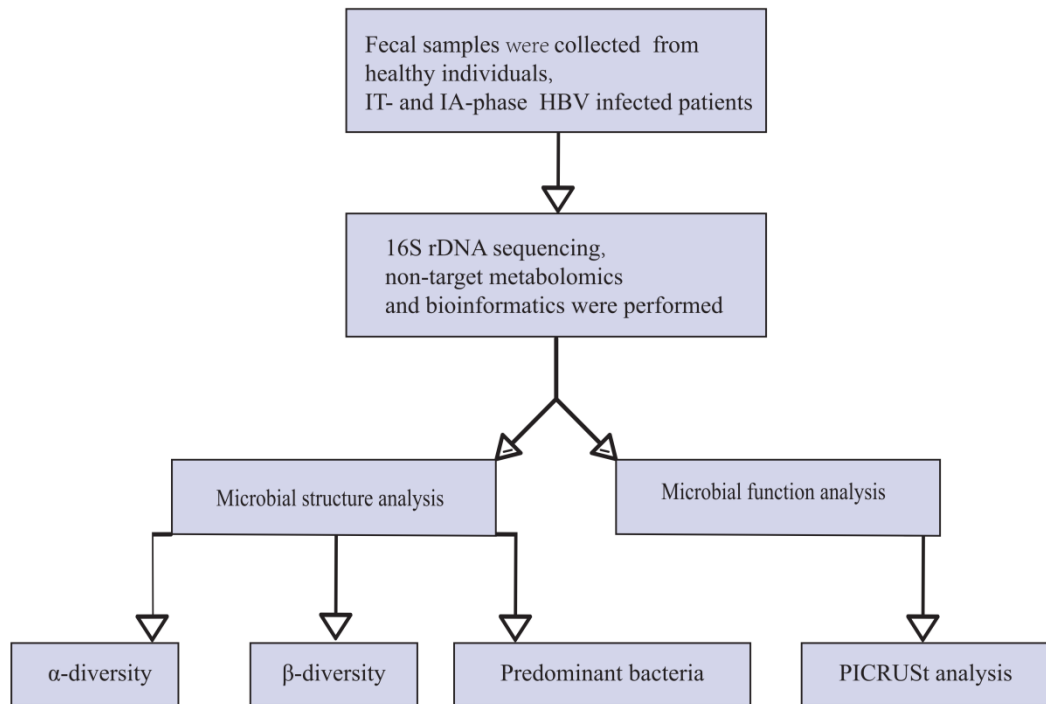 Fecal samples were collected from
healthy individuals,
IT- and IA-phase HBV infected patients
16S rDNA sequencing,
non-target metabolomics
and bioinformatics were performed
Microbial structure analysis
Microbial function analysis
α-diversity
β-diversity
Predominant bacteria
PICRUSt analysis